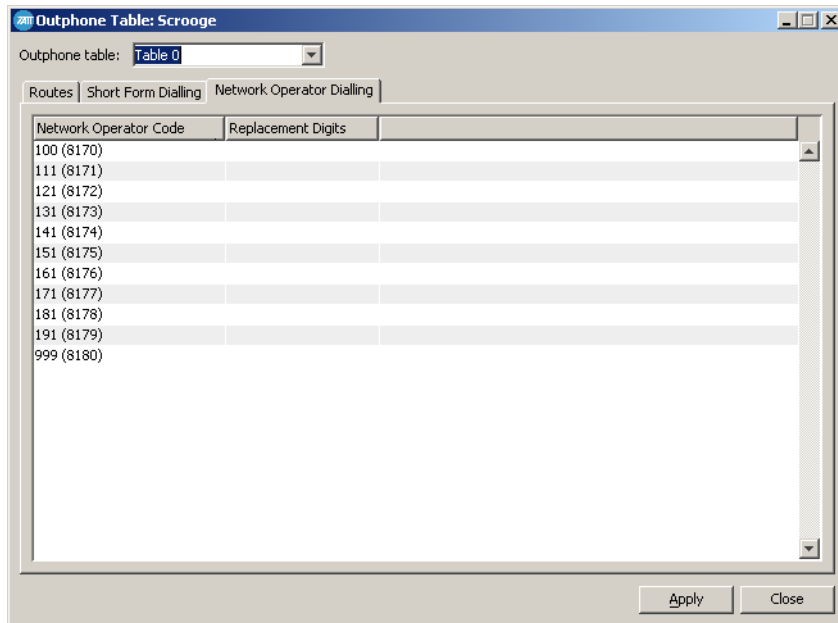 Outphone Table: Scrooge
Outphone table: Table 0
Routes Short Form Dialling Network Operator Dialling
Network Operator Code Replacement Digits
100 (8170)
111 (8171)
121 (8172)
131 (8173)
141 (8174)
151 (8175)
161 (8176)
171 (8177)
181 (8178)
191 (8179)
999 (8180)
Apply Close